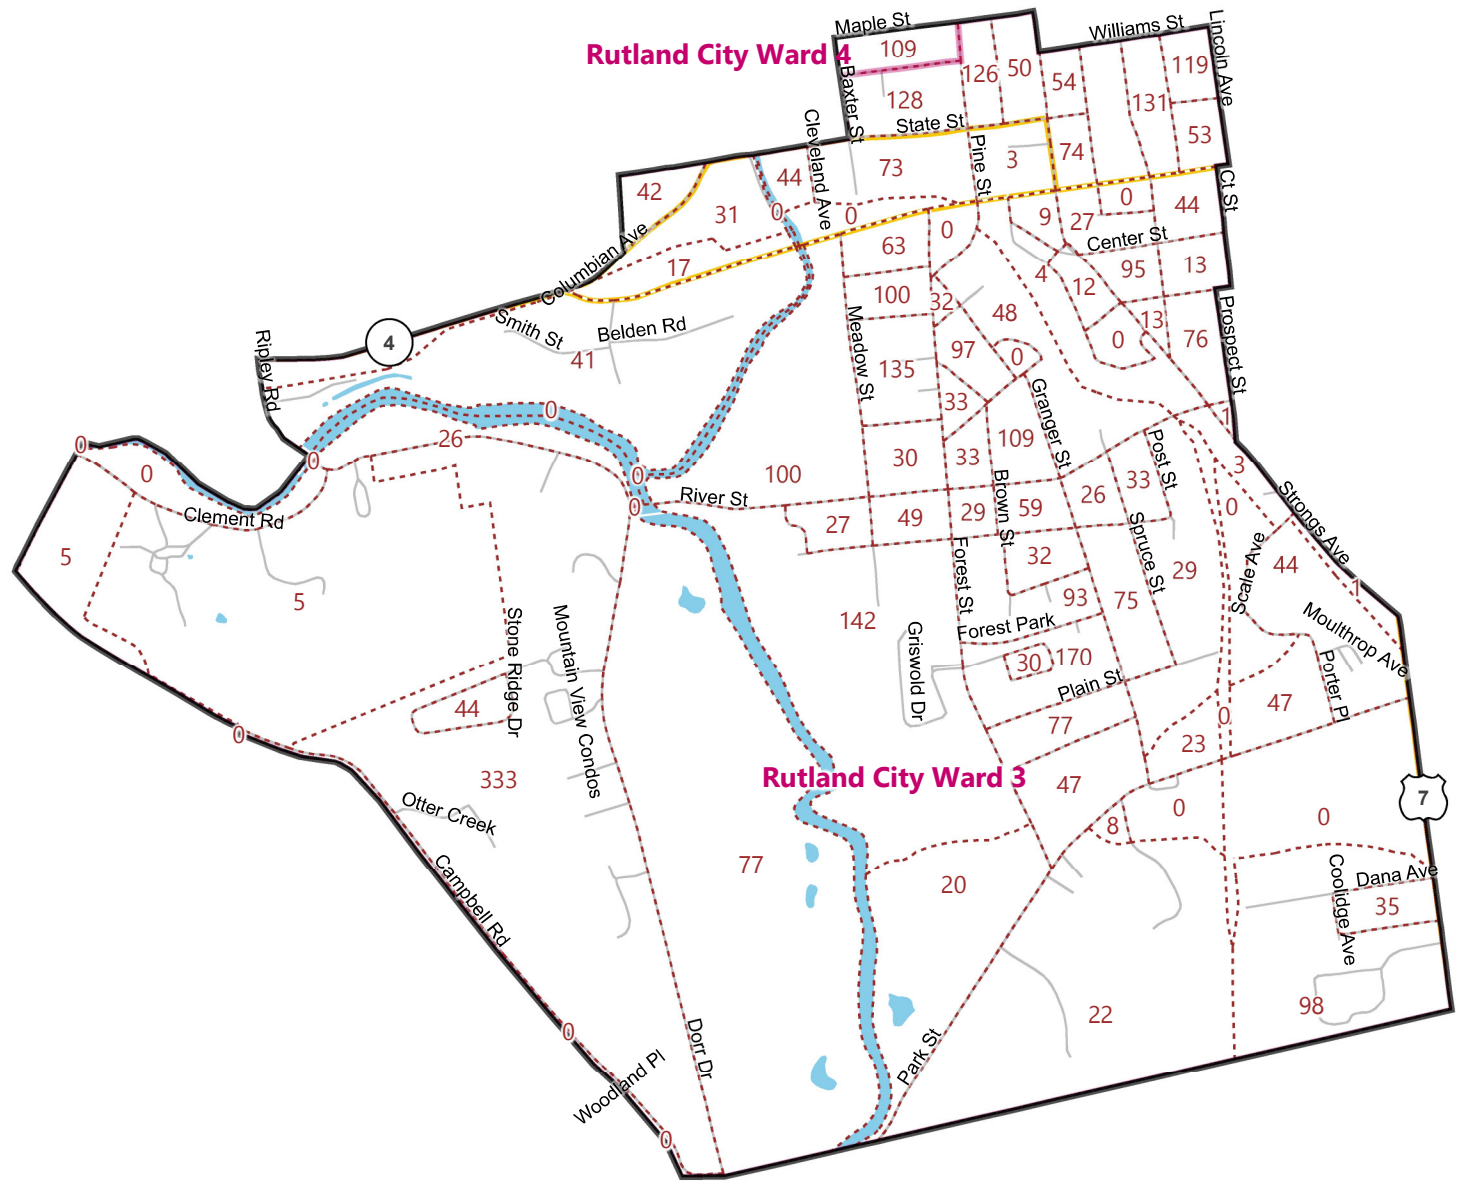 Maple St
Williams St
Lincoln Ave
Rutland City Ward 4
109
126
50
54
119
128
131
Baxter St
State St
53
Cleveland Ave
Pine St
3
74
73
44
42
31
0
0
Ct St
0
44
9
27
Columbian Ave
17
63
0
Center St
95
13
4
12
100
32
48
13
76
0
Prospect St
Smith St
Belden Rd
41
4
Ripley Rd
Meadow St
97
0
135
33
Granger St
1
0
26
109
0
0
0
0
100
30
33
Post St
3
33
26
River St
Brown St
59
29
49
27
0
0
Strongs Ave
Clement Rd
Spruce St
Scale Ave
44
1
5
5
32
29
Forest St
93
75
Moulthrop Ave
142
Forest Park
Griswold Dr
30
170
Stone Ridge Dr
Mountain View Condos
Plain St
Porter Pl
47
44
77
0
23
0
333
Rutland City Ward 3
47
7
Otter Creek
8
0
0
77
20
Dana Ave
Coolidge Ave
35
Campbell Rd
98
22
0
Dorr Dr
Park St
Woodland Pl
0